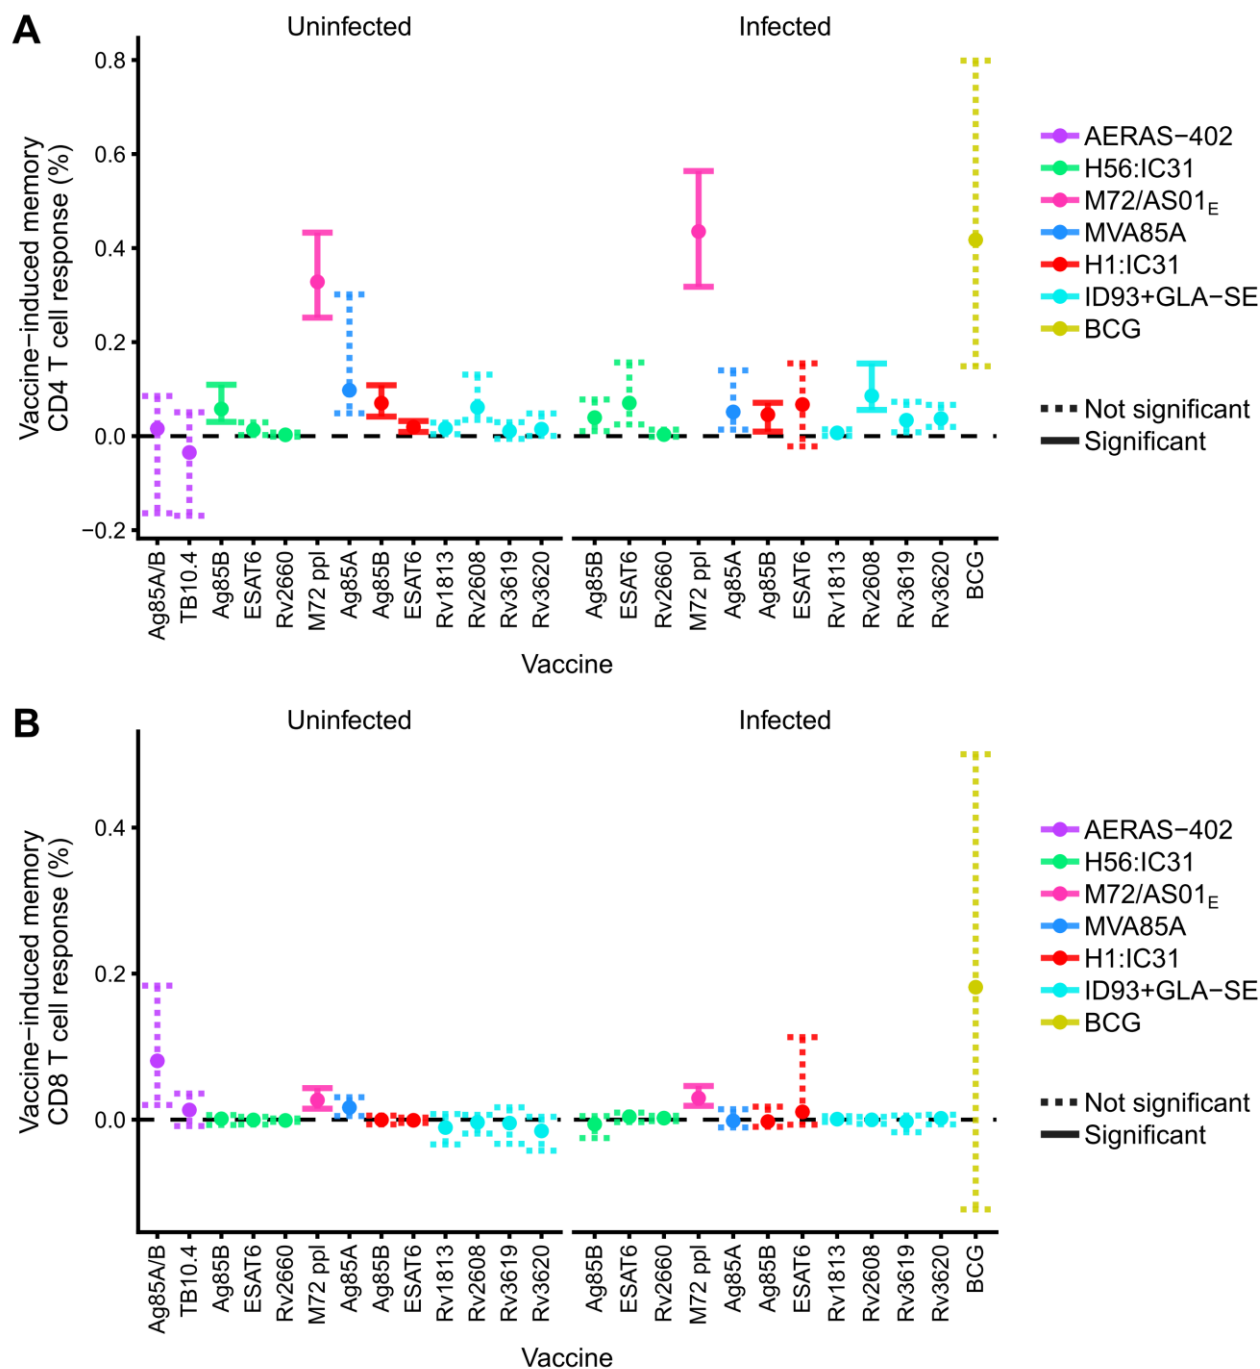 A
Uninfected
Infected
Vaccine−induced memory
CD4 T cell response (%)
0.8
0.6
0.4
0.2
0.0
−0.2
Ag85A/B
TB10.4
Ag85B
ESAT6
Rv2660
M72 ppl
Ag85A
Ag85B
ESAT6
Rv1813
Rv2608
Rv3619
Rv3620
Ag85B
ESAT6
Rv2660
M72 ppl
Ag85A
Ag85B
ESAT6
Rv1813
Rv2608
Rv3619
Rv3620
BCG
Vaccine
AERAS−402
H56:IC31
M72/AS01E
MVA85A
H1:IC31
ID93+GLA−SE
BCG
Not significant
Significant
B
Uninfected
Infected
Vaccine−induced memory
CD8 T cell response (%)
0.4
0.2
0.0
Ag85A/B
TB10.4
Ag85B
ESAT6
Rv2660
M72 ppl
Ag85A
Ag85B
ESAT6
Rv1813
Rv2608
Rv3619
Rv3620
Ag85B
ESAT6
Rv2660
M72 ppl
Ag85A
Ag85B
ESAT6
Rv1813
Rv2608
Rv3619
Rv3620
BCG
Vaccine
AERAS−402
H56:IC31
M72/AS01E
MVA85A
H1:IC31
ID93+GLA−SE
BCG
Not significant
Significant